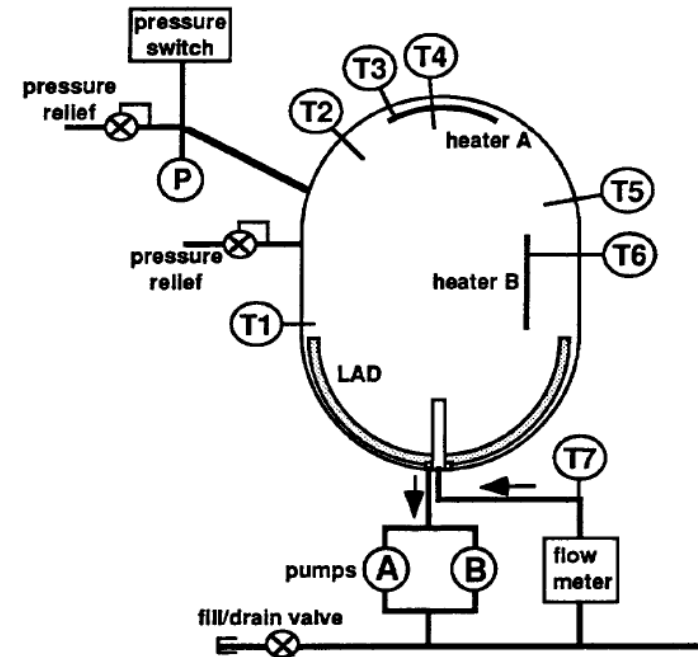 pressure
switch
pressure
relief
P
T2
T3
T4
heater A
T5
T6
heater B
pressure
relief
T1
LAD
T7
pumps
A
B
flow
meter
fill/drain valve